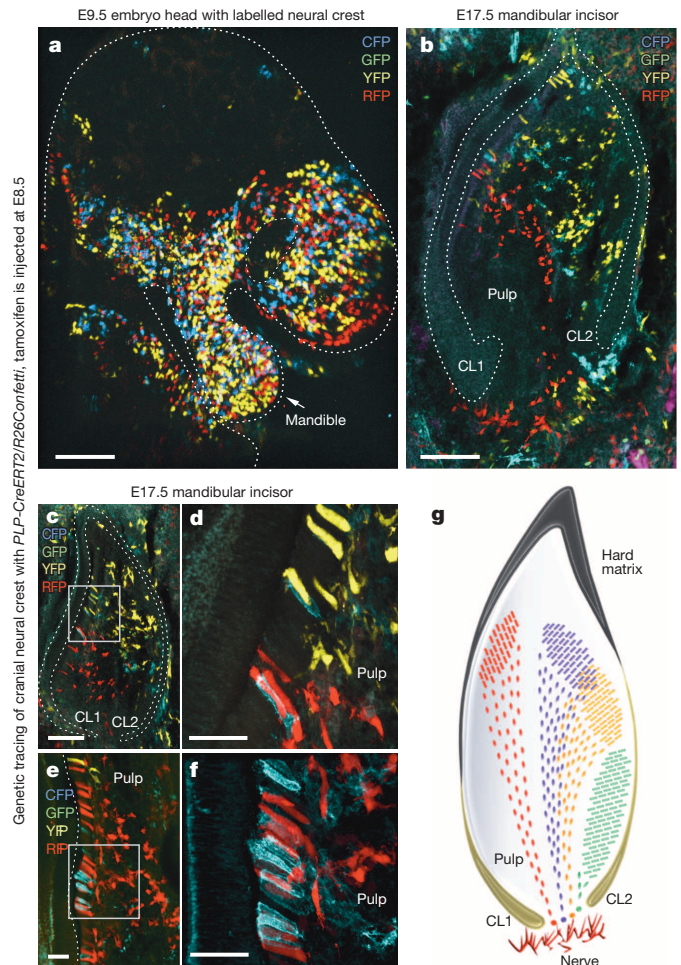 E9.5 embryo head with labelled neural crest
E17.5 mandibular incisor
Genetic tracing of cranial neural crest with PLP-CreERT2/R26Confetti, tamoxifen is injected at E8.5
a
CFP
GFP
YFP
RFP
Mandible
b
CFP
GFP
YFP
RFP
Pulp
CL1
CL2
E17.5 mandibular incisor
c
CFP
GFP
YFP
RFP
CL1
CL2
d
Pulp
e
CFP
GFP
YFP
RFP
Pulp
f
Pulp
g
Hard
matrix
Pulp
CL1
CL2
Nerve